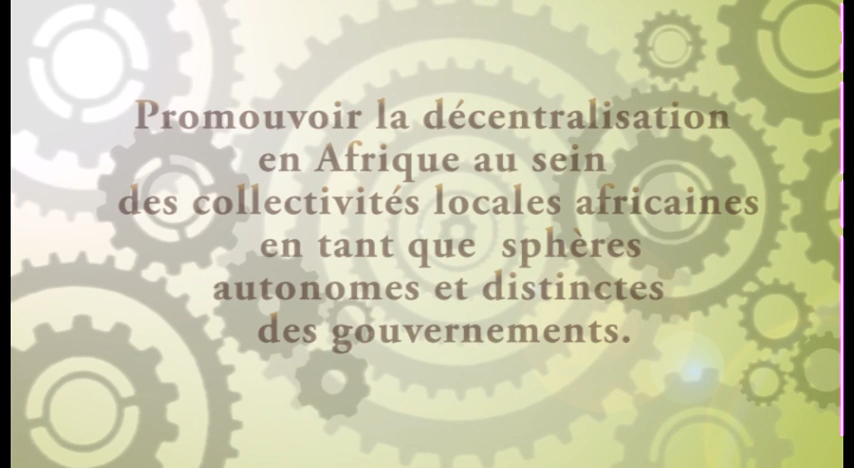 Promouvoir la décentralisation
en Afrique au sein
des collectivités locales africaines
en tant que sphères
autonomes et distinctes
des gouvernements.